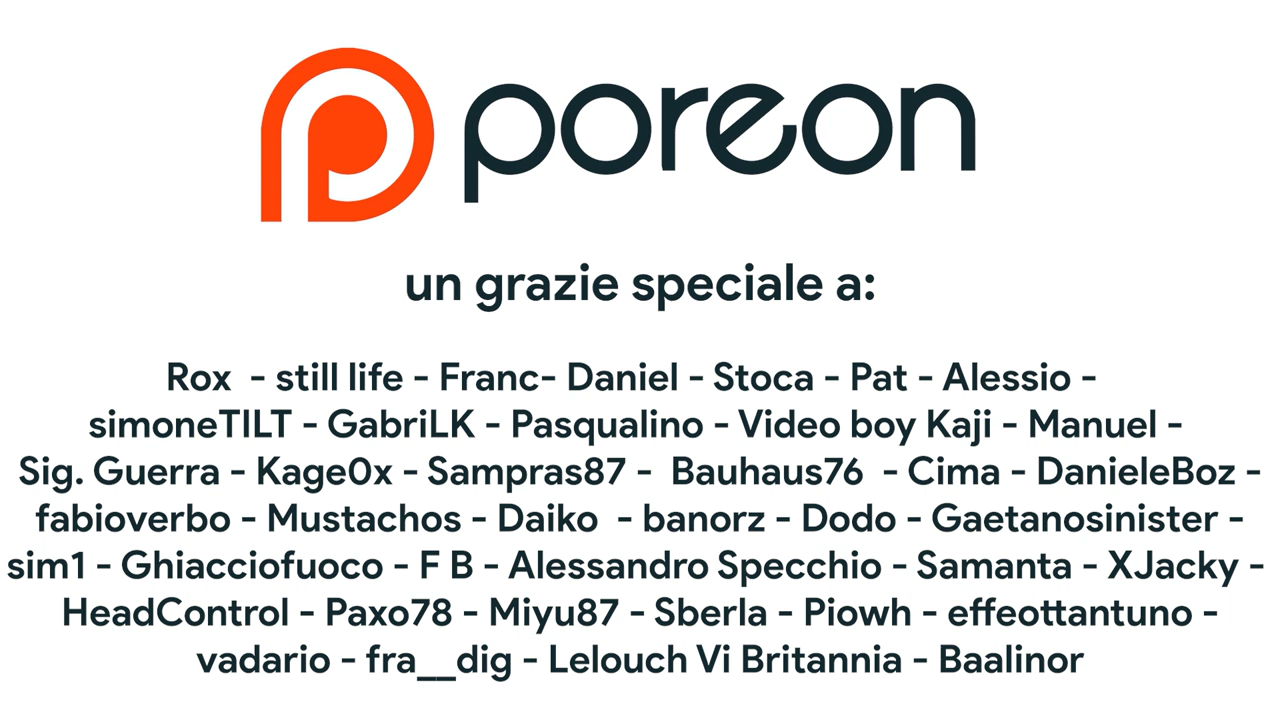 poreon
un grazie speciale a:
Rox - still life - Franc- Daniel - Stoca - Pat - Alessio -
simoneTILT - GabriLK - Pasqualino - Video boy Kaji - Manuel -
Sig. Guerra - Kage0x - Sampras87 - Bauhaus76 - Cima - DanieleBoz -
fabioverbo - Mustachos - Daiko - banorz - Dodo - Gaetanosinister -
sim1 - Ghiacciofuoco - F B - Alessandro Specchio - Samanta - XJacky -
HeadControl - Paxo78 - Miyu87 - Sberla - Piowh - effeottantuno -
vadario - fra__dig - Lelouch Vi Britannia - Baalinor